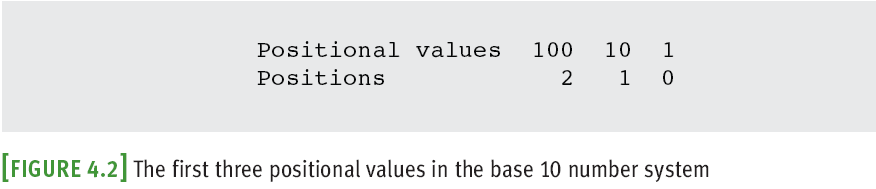 Positional values 100 10 1
Positions 2 1 0
[FIGURE 4.2] The first three positional values in the base 10 number system